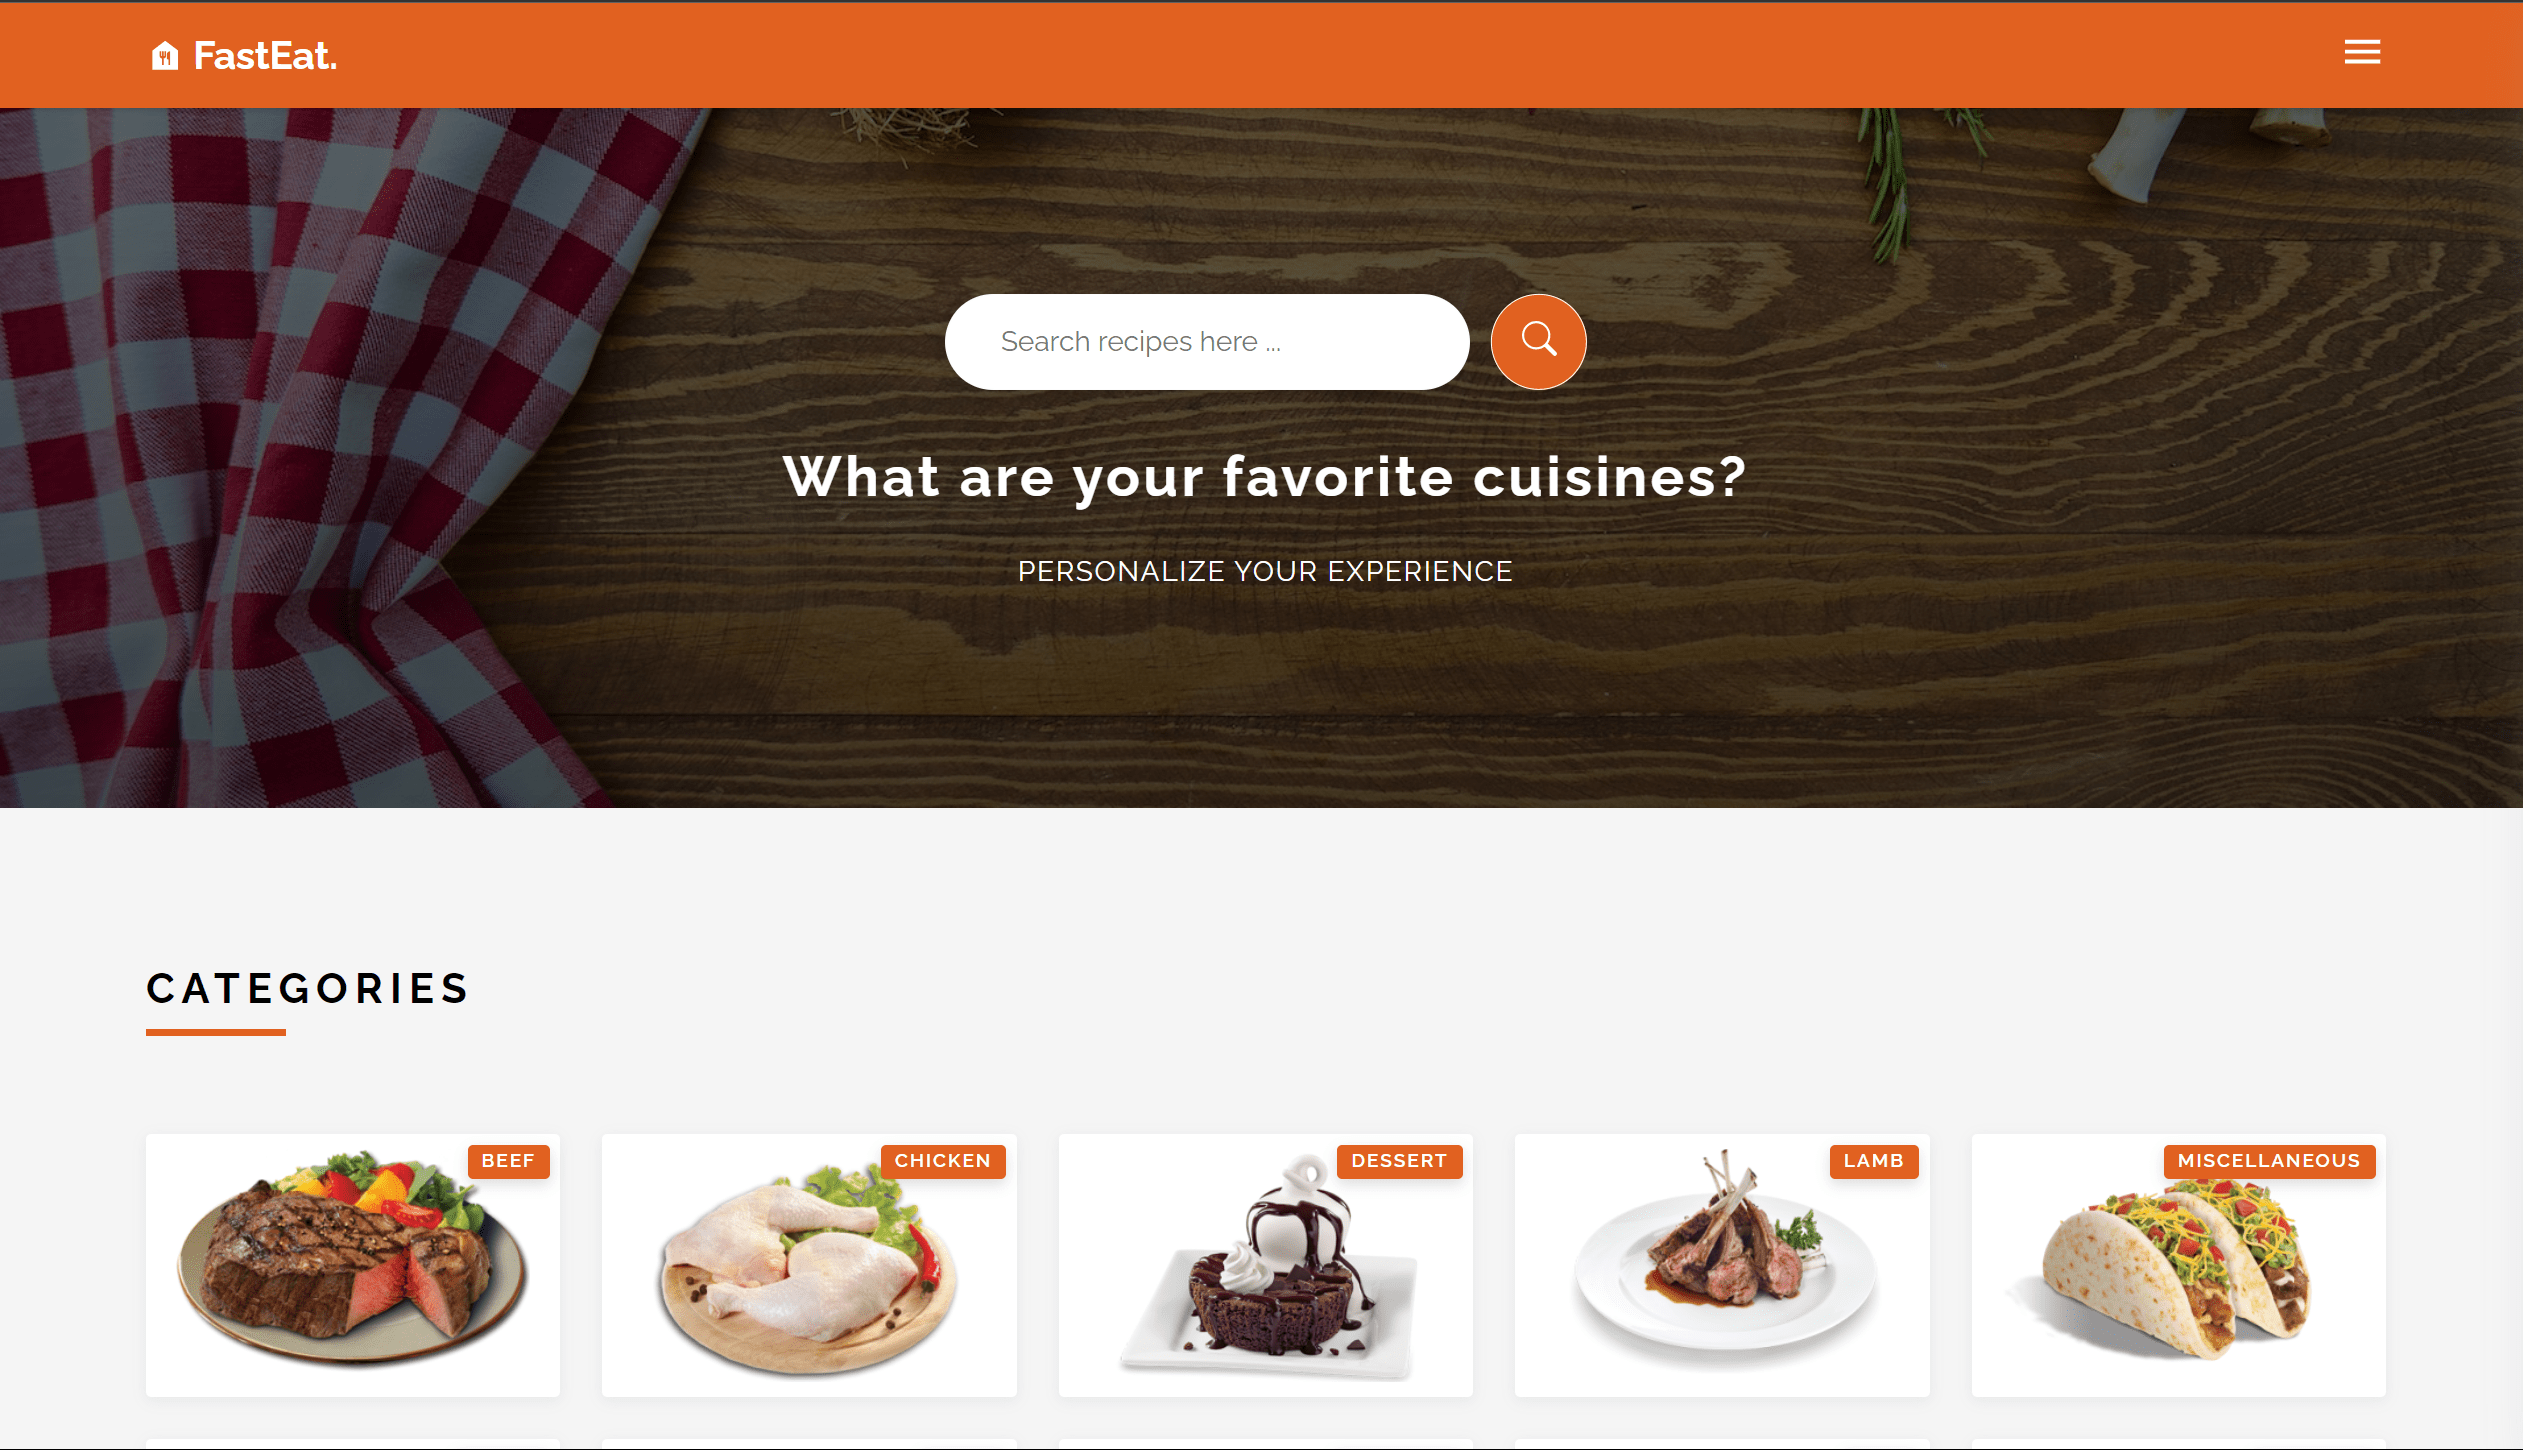 FastEat.
Search recipes here ...
What are your favorite cuisines?
PERSONALIZE YOUR EXPERIENCE
CATEGORIES
BEEF
CHICKEN
DESSERT
LAMB
MISCELLANEOUS